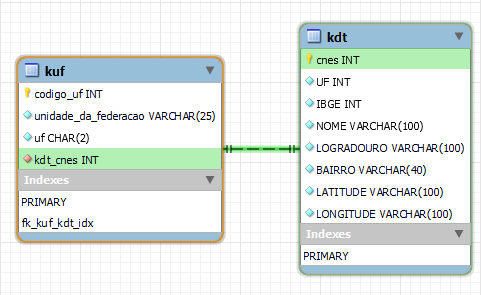 kuf
codigo_uf INT
unidade_da_federacao VARCHAR(25)
uf CHAR(2)
kdt_cnes INT
Indexes
PRIMARY
fk_kuf_kdt_idx
kdt
cnes INT
UF INT
IBGE INT
NOME VARCHAR(100)
LOGRADOURO VARCHAR(100)
BAIRRO VARCHAR(40)
LATITUDE VARCHAR(100)
LONGITUDE VARCHAR(100)
Indexes
PRIMARY